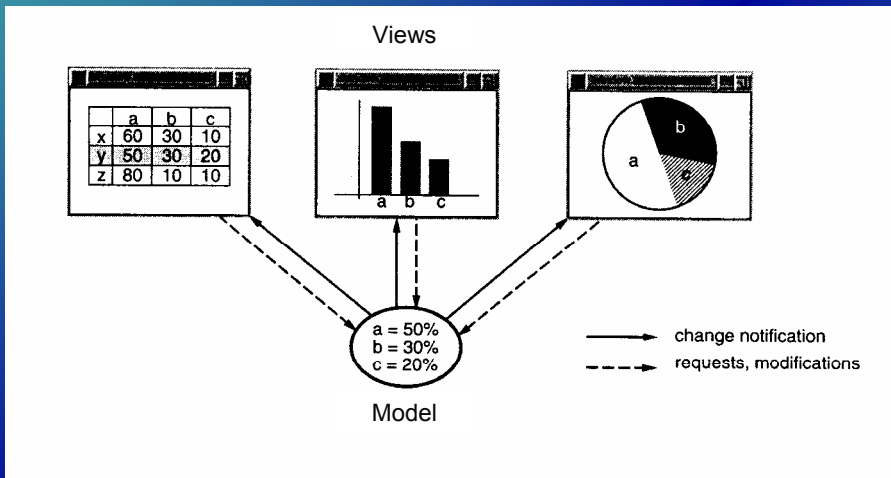 Views
a b c
x 60 30 10
y 50 30 20
z 80 10 10
a b c
a
b
c
a = 50%
b = 30%
c = 20%
change notification
requests, modifications
Model